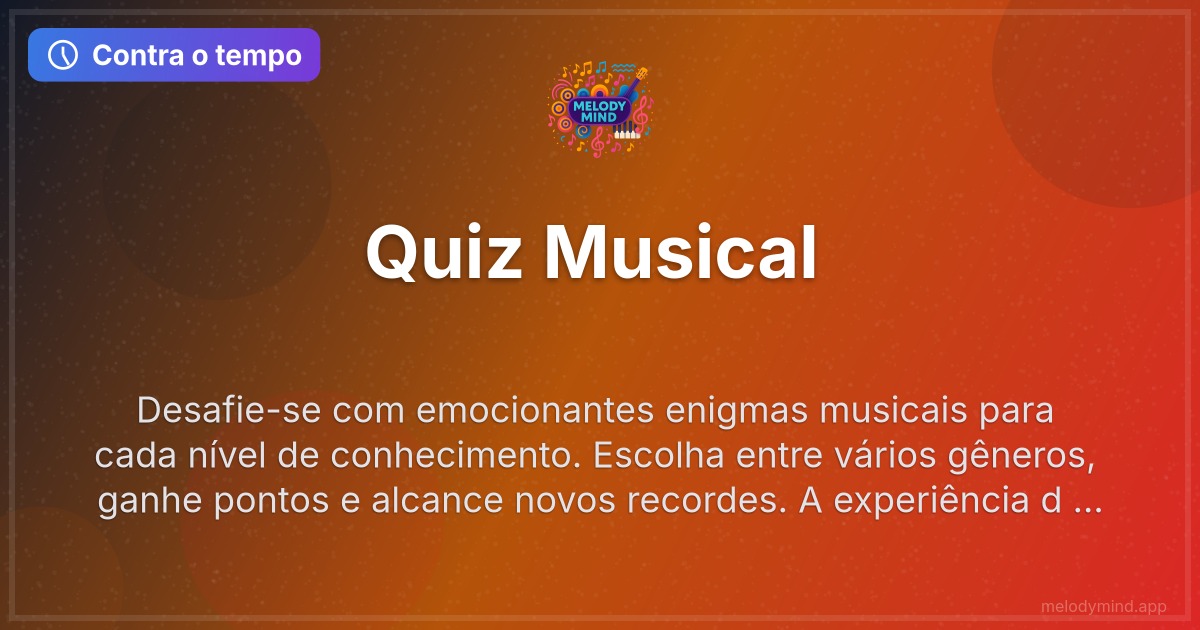 Contra o tempo
MELODY
MIND
Quiz Musical
Desafie-se com emocionantes enigmas musicais para
cada nível de conhecimento. Escolha entre vários gêneros,
ganhe pontos e alcance novos recordes. A experiência d ...
melodymind.app